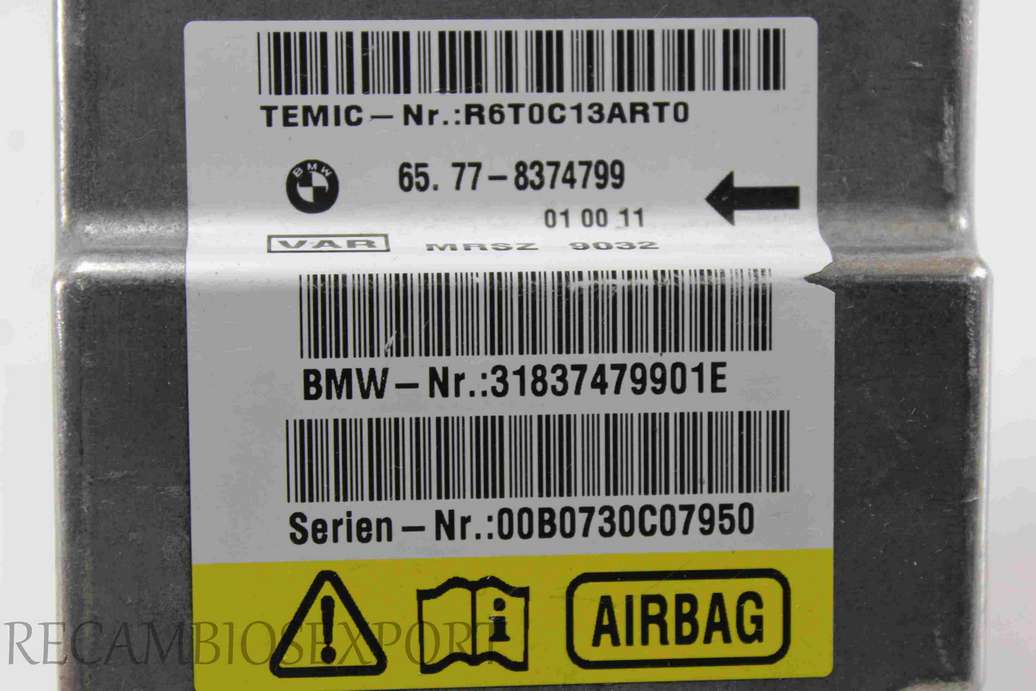 TEMIC-Nr.:R6T0C13ART0
BMW
65. 77-8374799
01 00 11
VAR MRSZ 9032
BMW-Nr.:31837479901E
Serien-Nr.:00B0730C07950
AIRBAG
RECAMBIOSEXPORT